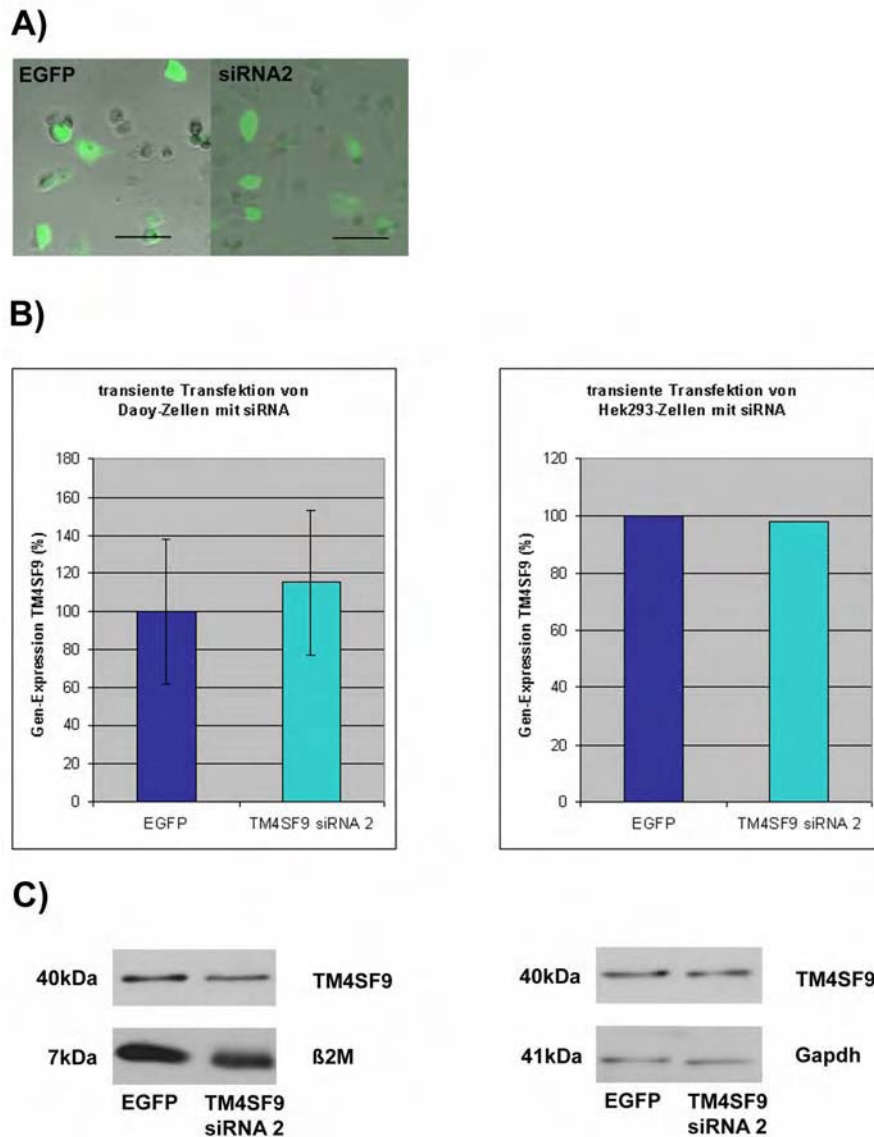 A)
EGFP
siRNA2
B)
transiente Transfektion von
Daoy-Zellen mit siRNA
Gen-Expression TM4SF9 (%)
180
160
140
120
100
80
60
40
20
0
EGFP
TM4SF9 siRNA 2
transiente Transfektion von
Hek293-Zellen mit siRNA
Gen-Expression TM4SF9 (%)
120
100
80
60
40
20
0
EGFP
TM4SF9 siRNA 2
C)
40kDa
TM4SF9
7kDa
ß2M
EGFP
TM4SF9
siRNA 2
40kDa
TM4SF9
41kDa
Gapdh
EGFP
TM4SF9
siRNA 2